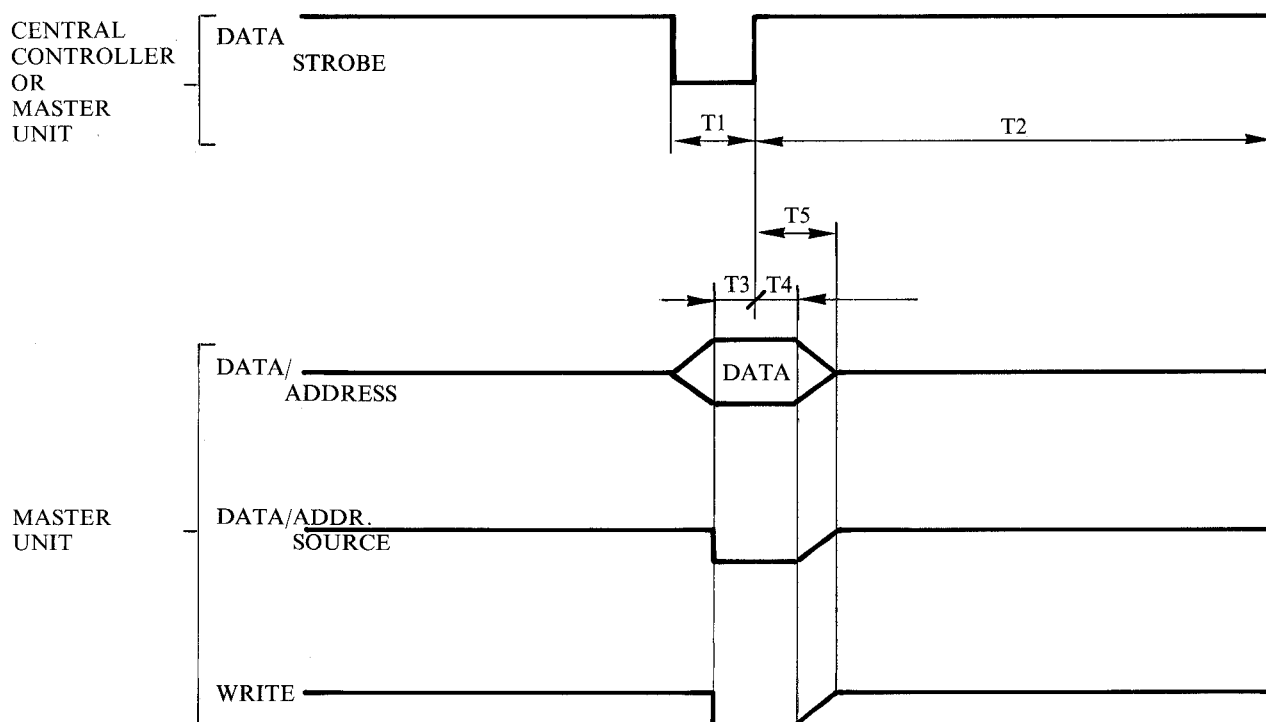 CENTRAL
CONTROLLER
OR
MASTER
UNIT
DATA
STROBE
T1
T2
T5
T3
T4
DATA/
ADDRESS
DATA
MASTER
UNIT
DATA/ADDR.
SOURCE
WRITE